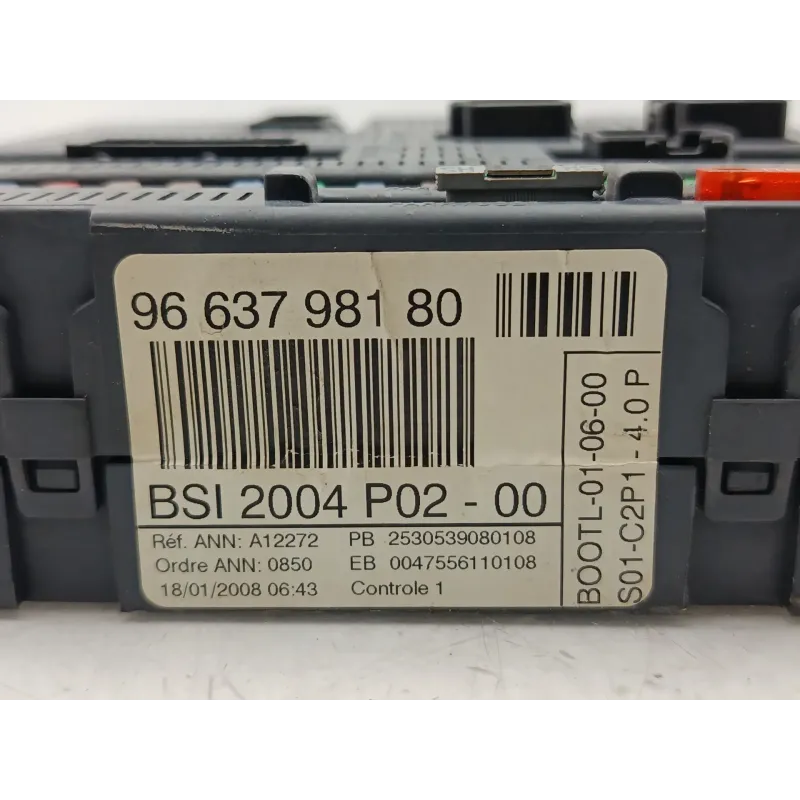 96 637 981 80
BSI 2004 P02 - 00
Réf. ANN: A12272 PB 2530539080108
Ordre ANN: 0850 EB 0047556110108
18/01/2008 06:43 Controle 1
BOOTL-01-06-00
S01-C2P1 - 4.0 P